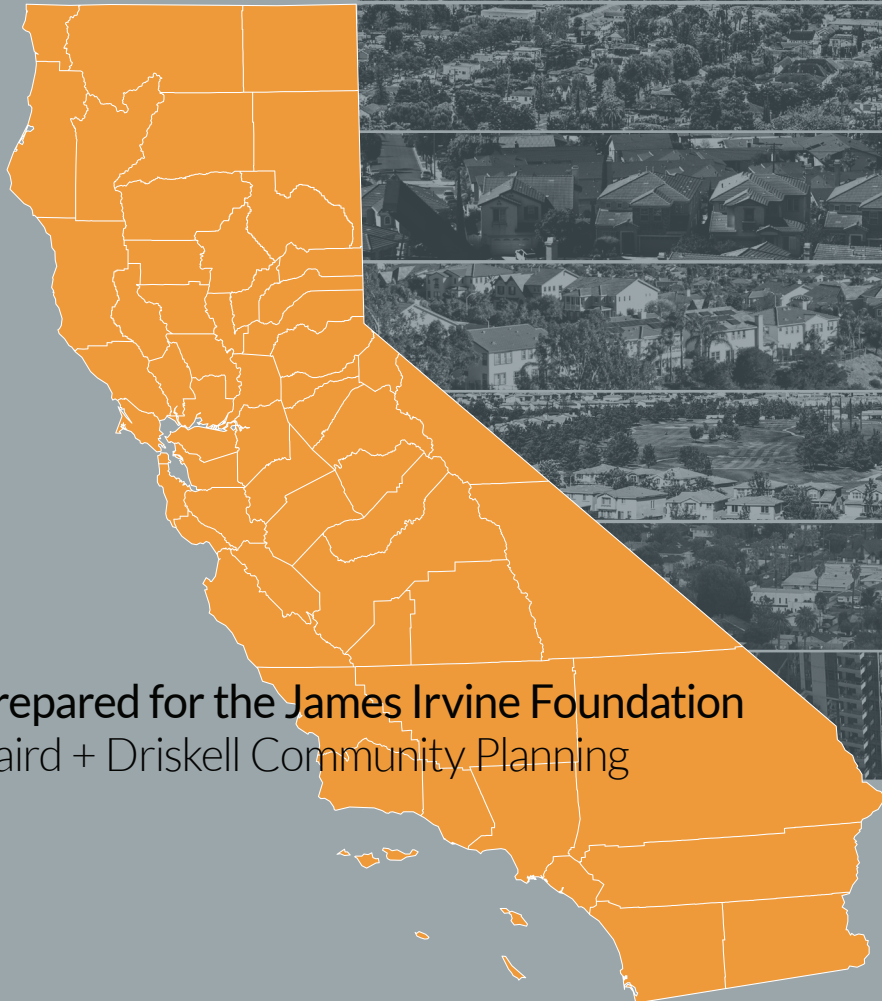 repared for the James Irvine Foundation
aird + Driskell Community Planning